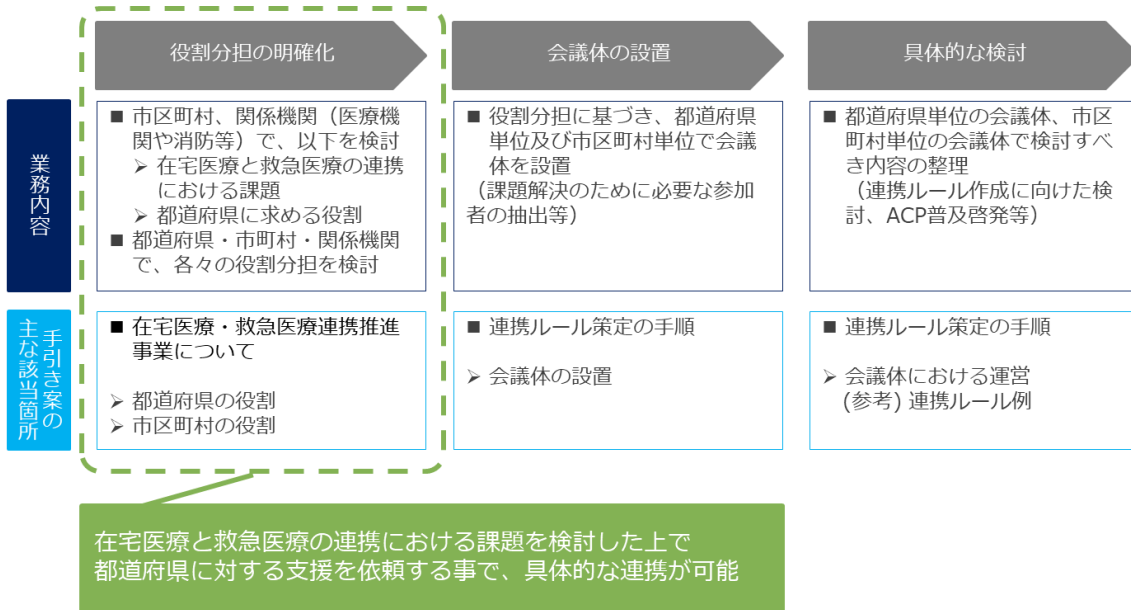 役割分担の明確化
会議体の設置
具体的な検討
業務内容
■ 市区町村、関係機関（医療機
関や消防等）で、以下を検討
➢ 在宅医療と救急医療の連携
における課題
➢ 都道府県に求める役割
■ 都道府県・市町村・関係機関
で、各々の役割分担を検討
■ 役割分担に基づき、都道府県
単位及び市区町村単位で会議
体を設置
（課題解決のために必要な参加
者の抽出等）
■ 都道府県単位の会議体、市区
町村単位の会議体で検討すべ
き内容の整理
（連携ルール作成に向けた検
討、ACP普及啓発等）
手引き案の
主な該当箇所
■ 在宅医療・救急医療連携推進
事業について
➢ 都道府県の役割
➢ 市区町村の役割
■ 連携ルール策定の手順
➢ 会議体の設置
■ 連携ルール策定の手順
➢ 会議体における運営
(参考) 連携ルール例
在宅医療と救急医療の連携における課題を検討した上で
都道府県に対する支援を依頼する事で、具体的な連携が可能